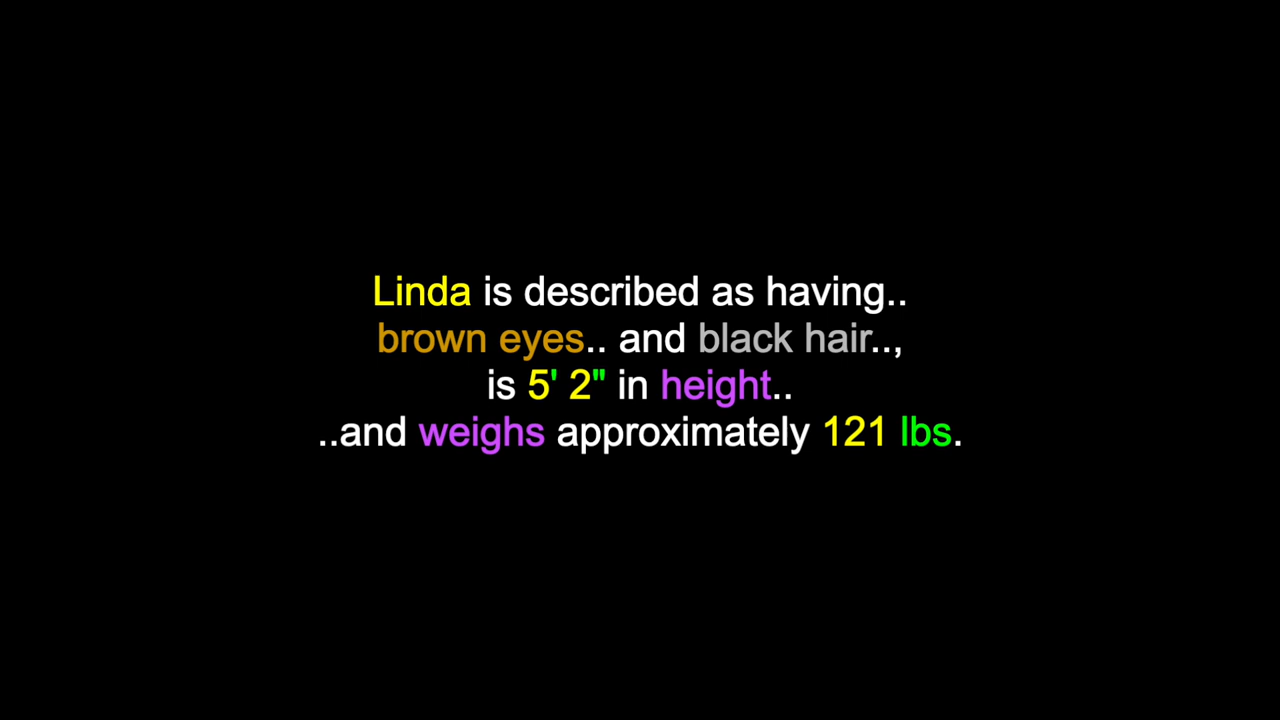 Linda is described as having..
brown eyes.. and black hair..,
is 5' 2" in height..
..and weighs approximately 121 lbs.